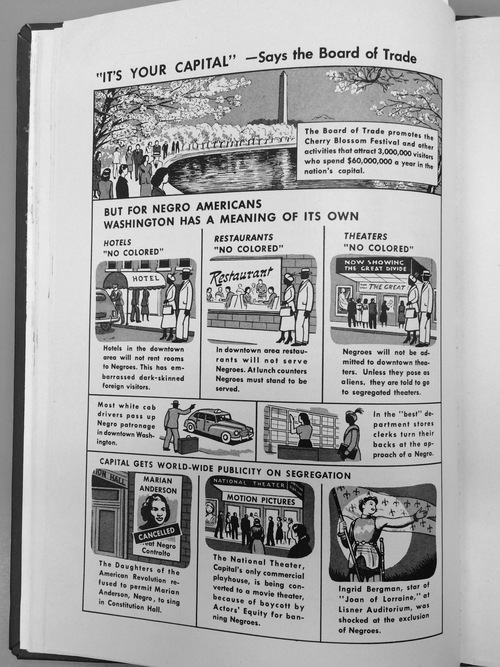 "IT'S YOUR CAPITAL" —Says the Board of Trade
The Board of Trade promotes the
Cherry Blossom Festival and other
activities that attract 3,000,000 visitors
who spend $60,000,000 a year in the
nation's capital.
BUT FOR NEGRO AMERICANS
WASHINGTON HAS A MEANING OF ITS OWN
HOTELS
"NO COLORED"
HOTEL
Hotels in the downtown
area will not rent rooms
to Negroes. This has em-
barrassed dark-skinned
foreign visitors.
RESTAURANTS
"NO COLORED"
Restaurant
In downtown area restau-
rants will not serve
Negroes. At lunch counters
Negroes must stand to be
served.
THEATERS
"NO COLORED"
NOW SHOWING
THE GREAT DIVIDE
THE GREAT
Negroes will not be ad-
mitted to downtown thea-
ters. Unless they pose as
aliens, they are told to go
to segregated theaters.
Most white cab
drivers pass up
Negro patronage
in downtown Wash-
ington.
In the "best" de-
partment stores
clerks turn their
backs at the ap-
proach of a Negro.
CAPITAL GETS WORLD-WIDE PUBLICITY ON SEGREGATION
ION HALL
MARIAN
ANDERSON
CANCELLED
eat Negro
Contralto
The Daughters of the
American Revolution re-
fused to permit Marian
Anderson, Negro, to sing
in Constitution Hall.
NATIONAL THEATER
MOTION PICTURES
The National Theater,
Capital's only commercial
playhouse, is being con-
verted to a movie theater,
because of boycott by
Actors' Equity for ban-
ning Negroes.
Ingrid Bergman, star of
"Joan of Lorraine," at
Lisner Auditorium, was
shocked at the exclusion
of Negroes.